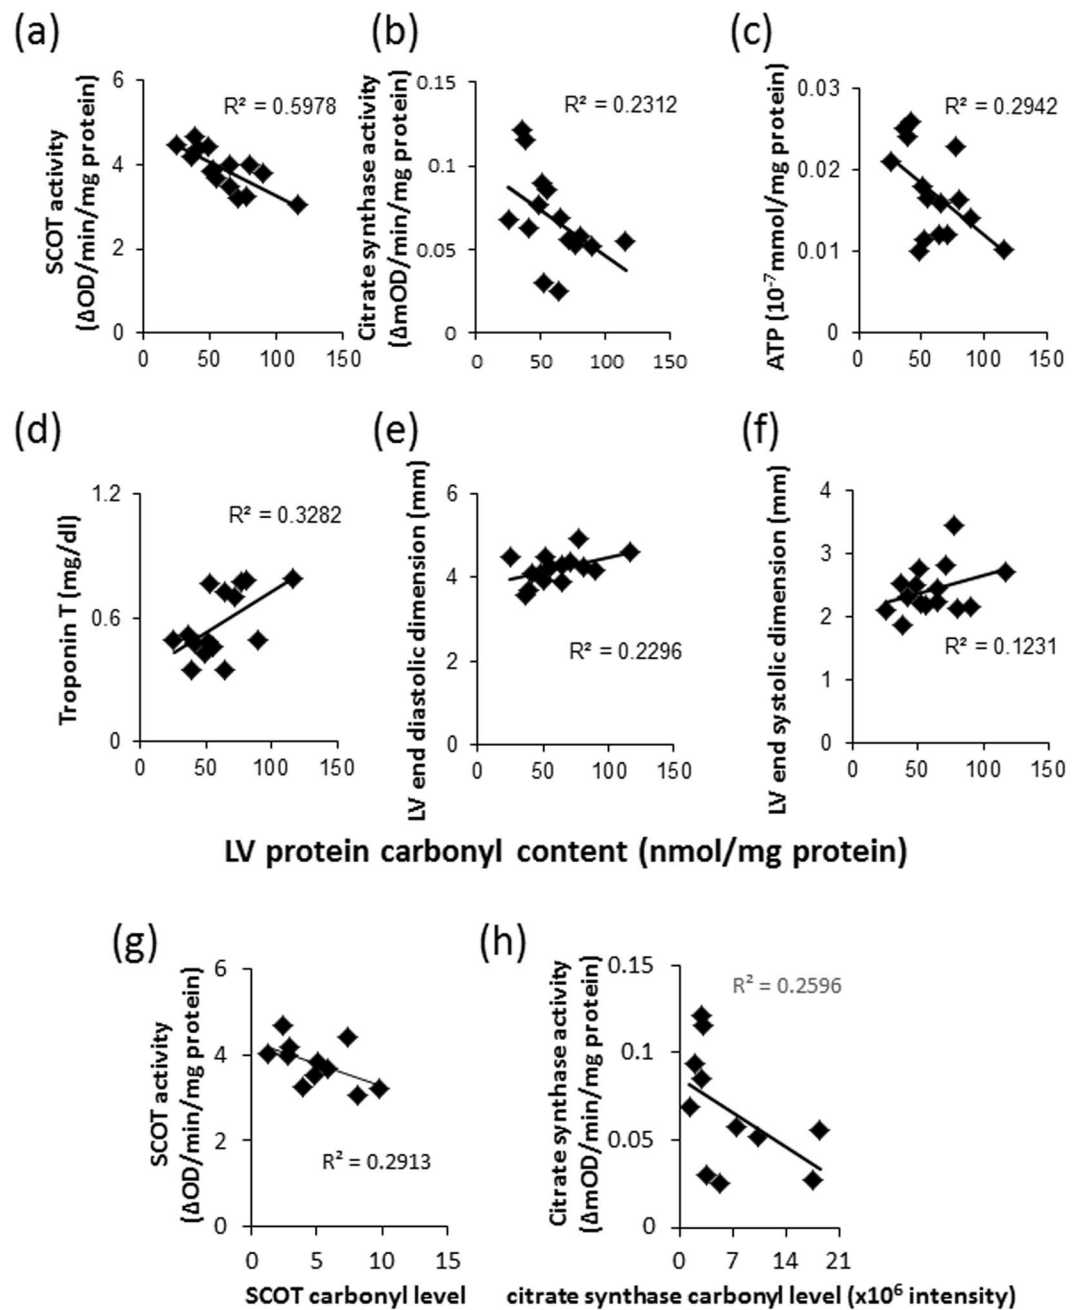 (a)
SCOT activity
(ΔOD/min/mg protein)
6
4
2
0
0 50 100 150
R² = 0.5978
(b)
Citrate synthase activity
(ΔmOD/min/mg protein)
0.15
0.1
0.05
0
0 50 100 150
R² = 0.2312
(c)
ATP (10⁻⁷ mmol/mg protein)
0.03
0.02
0.01
0
0 50 100 150
R² = 0.2942
(d)
Troponin T (mg/dl)
1.2
0.6
0
0 50 100 150
R² = 0.3282
(e)
LV end diastolic dimension (mm)
6
4
2
0
0 50 100 150
R² = 0.2296
(f)
LV end systolic dimension (mm)
4
3
2
1
0
0 50 100 150
R² = 0.1231
LV protein carbonyl content (nmol/mg protein)
(g)
SCOT activity
(ΔOD/min/mg protein)
6
4
2
0
0 5 10 15
R² = 0.2913
SCOT carbonyl level
(h)
Citrate synthase activity
(ΔmOD/min/mg protein)
0.15
0.1
0.05
0
0 7 14 21
R² = 0.2596
citrate synthase carbonyl level (x10⁶ intensity)